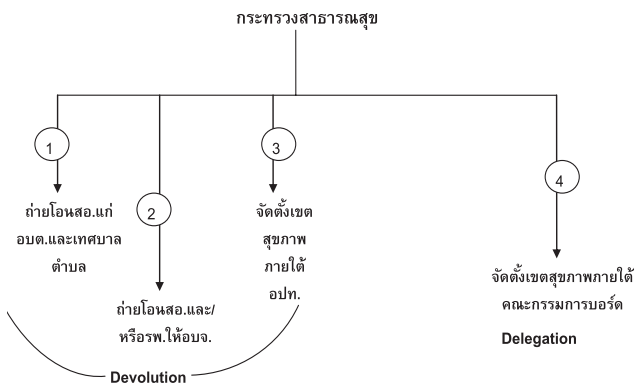 กระทรวงสาธารณสุข
1
ถ่ายโอนสอ.แก่
อบต.และเทศบาล
ตำบล
2
ถ่ายโอนสอ.และ/
หรือรพ.ให้อบจ.
3
จัดตั้งเขต
สุขภาพ
ภายใต้
อปท.
4
จัดตั้งเขตสุขภาพภายใต้
คณะกรรมการบอร์ด
Delegation
Devolution